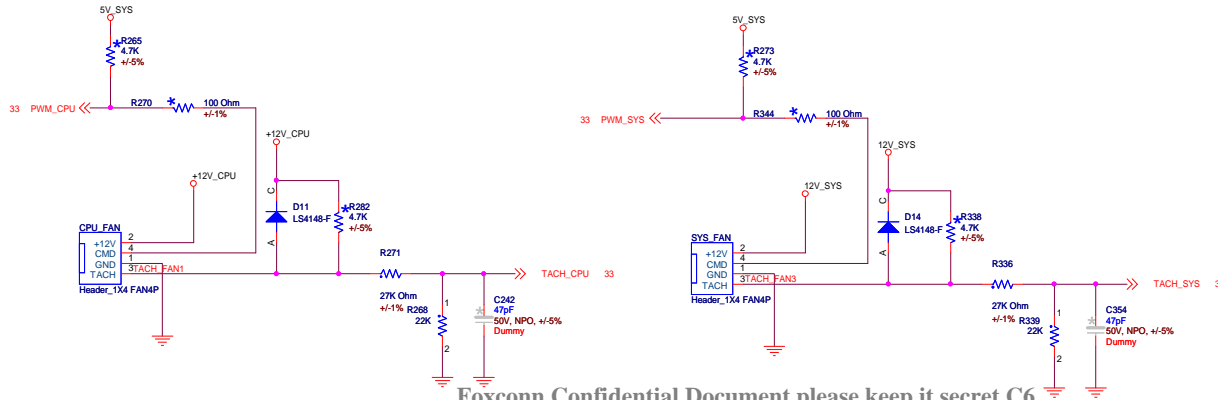 5V_SYS
R265
4.7K
+/-5%
33 PWM_CPU
R270
100 Ohm
+/-1%
+12V_CPU
+12V_CPU
C
D11
LS4148-F
A
R282
4.7K
+/-5%
CPU_FAN
+12V
CMD
GND
TACH
2
4
1
3
TACH_FAN1
Header_1X4 FAN4P
R271
27K Ohm
+/-1%
R268
22K
1
2
C242
47pF
50V, NPO, +/-5%
Dummy
TACH_CPU 33
5V_SYS
R273
4.7K
+/-5%
33 PWM_SYS
R344
100 Ohm
+/-1%
12V_SYS
12V_SYS
C
D14
LS4148-F
A
R338
4.7K
+/-5%
SYS_FAN
+12V
CMD
GND
TACH
2
4
1
3
TACH_FAN3
Header_1X4 FAN4P
R336
27K Ohm
+/-1%
R339
22K
1
2
C354
47pF
50V, NPO, +/-5%
Dummy
TACH_SYS
Foxconn Confidential Document,please keep it secret C6